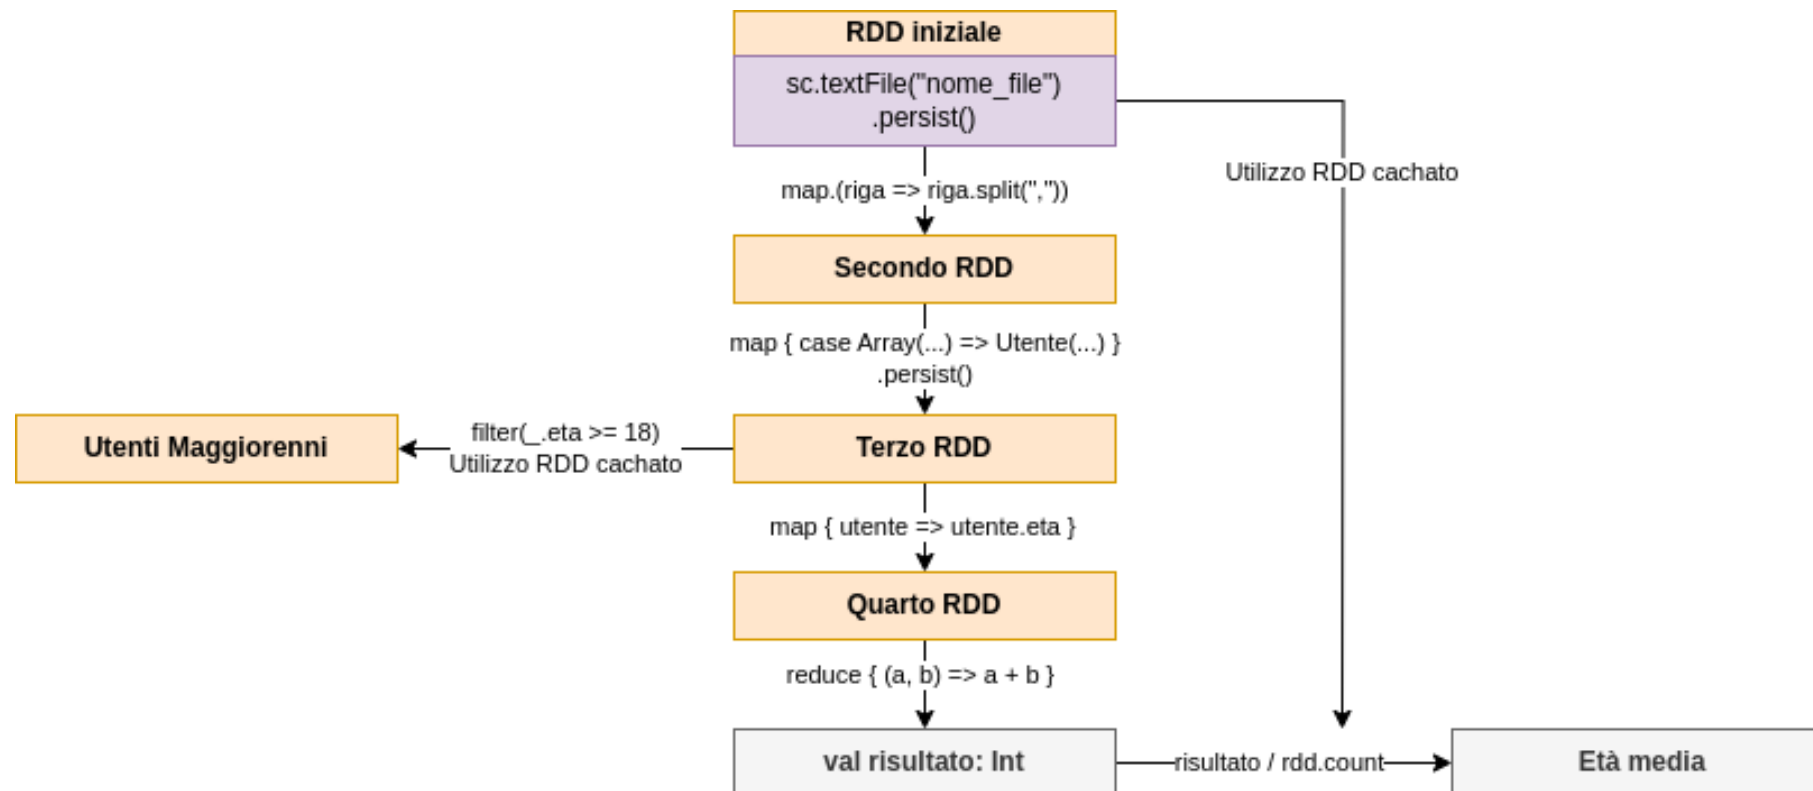 RDD iniziale
sc.textFile("nome_file")
.persist()
Utilizzo RDD cachato
map.(riga => riga.split(","))
Secondo RDD
map { case Array(...) => Utente(...) }
.persist()
Utenti Maggiorenni
filter(_.eta >= 18)
Utilizzo RDD cachato
Terzo RDD
map { utente => utente.eta }
Quarto RDD
reduce { (a, b) => a + b }
val risultato: Int
risultato / rdd.count
Età media